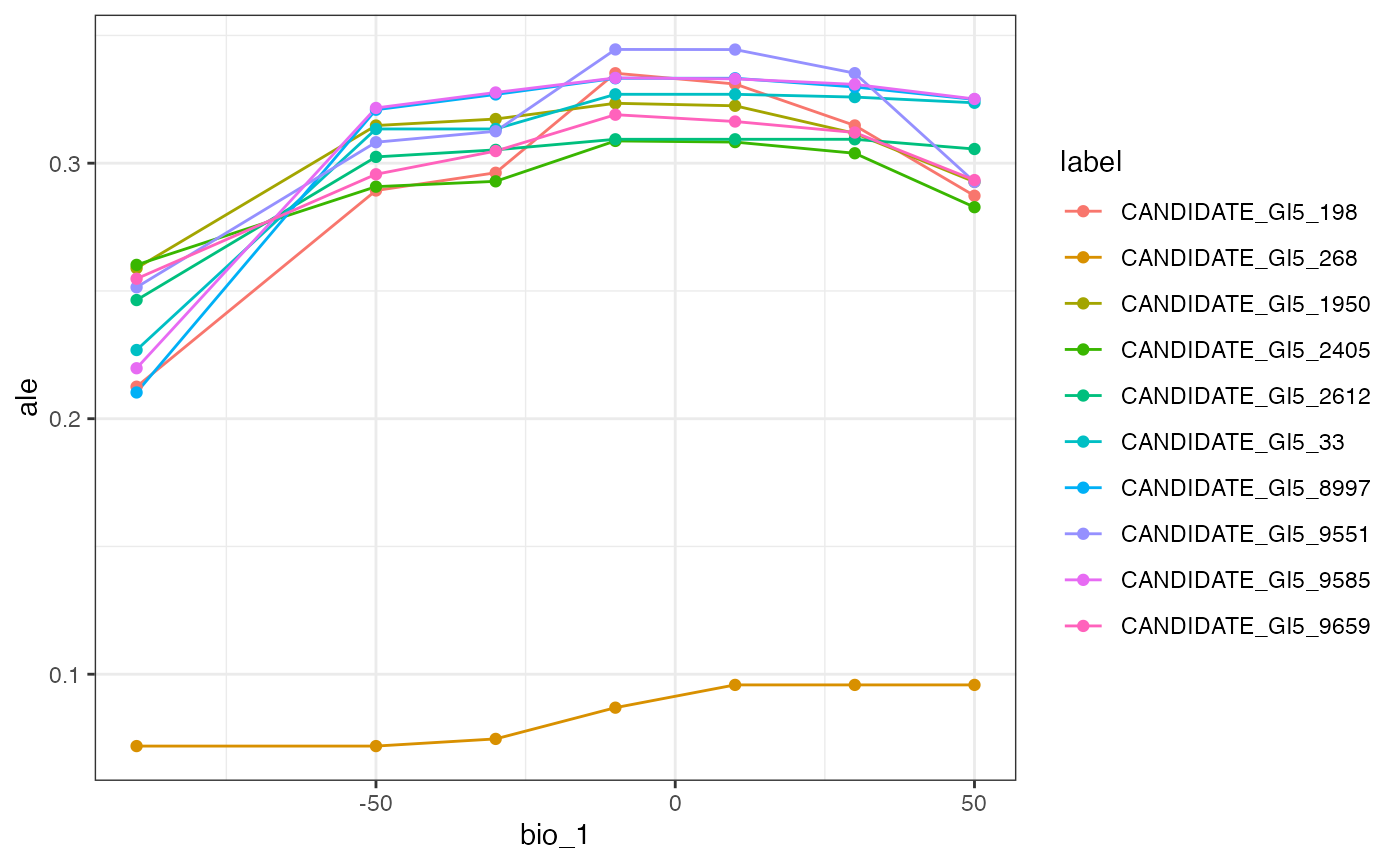 0.3
0.2
0.1
ale
-50
0
50
bio_1
label
CANDIDATE_GI5_198
CANDIDATE_GI5_268
CANDIDATE_GI5_1950
CANDIDATE_GI5_2405
CANDIDATE_GI5_2612
CANDIDATE_GI5_33
CANDIDATE_GI5_8997
CANDIDATE_GI5_9551
CANDIDATE_GI5_9585
CANDIDATE_GI5_9659